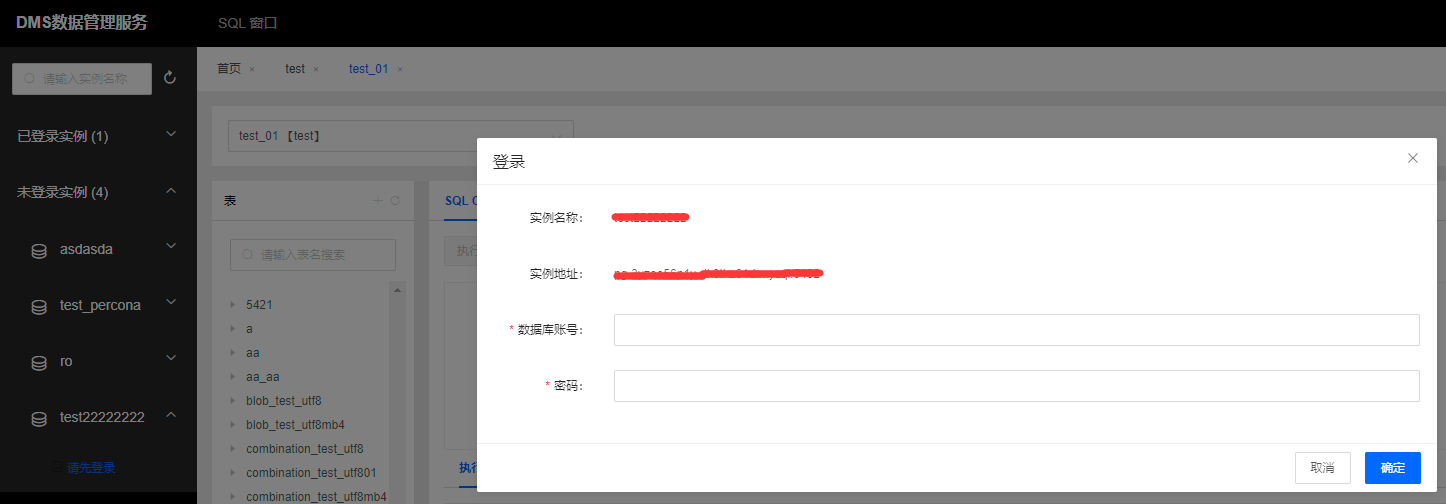 DMS数据管理服务
SQL 窗口
请输入实例名称
首页 × test × test_01 ×
已登录实例 (1)
test_01 【test】
未登录实例 (4)
asdasda
test_percona
ro
test22222222
请先登录
表
请输入表名搜索
5421
a
aa
aa_aa
blob_test_utf8
blob_test_utf8mb4
combination_test_utf8
combination_test_utf801
combination_test_utf8mb4
SQL
执行
执行
登录
实例名称：
实例地址：
* 数据库账号：
* 密码：
取消
确定